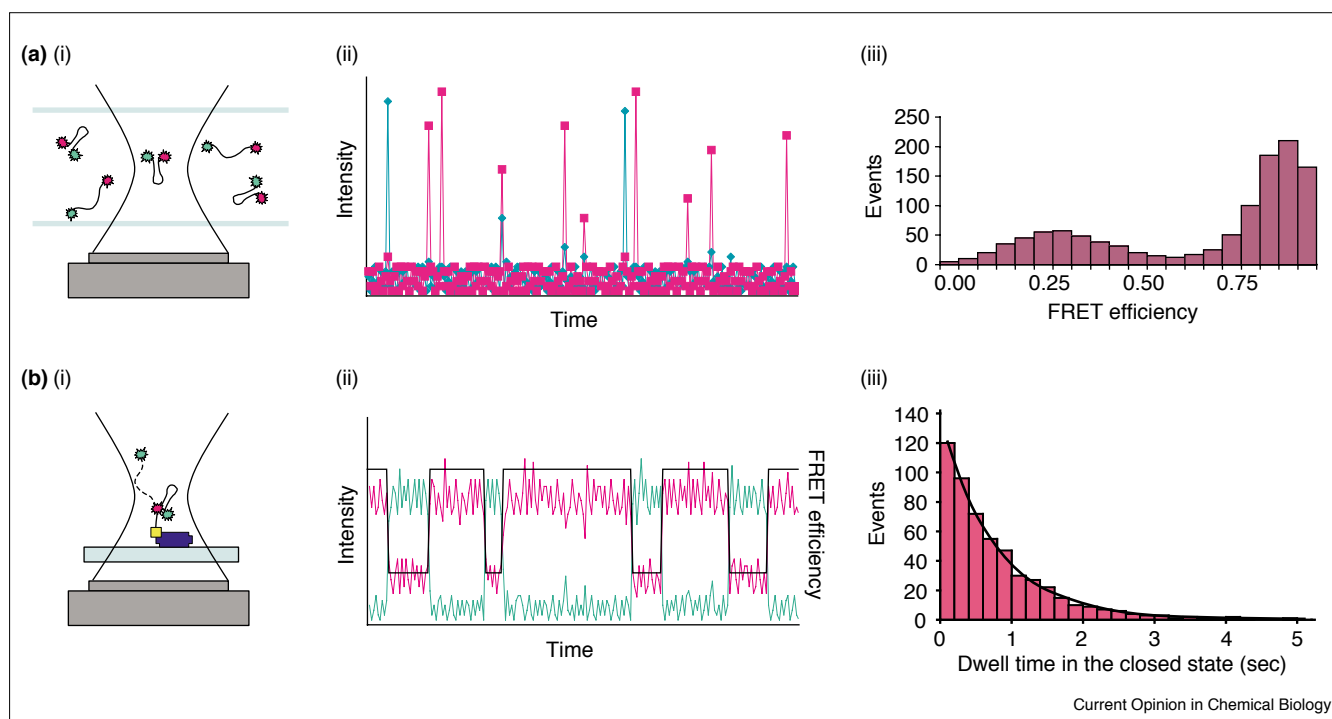 (a) (i)
(ii)
(iii)
Intensity
Time
250
200
150
100
50
0
Events
0.00 0.25 0.50 0.75
FRET efficiency
(b) (i)
(ii)
(iii)
Intensity
FRET efficiency
Time
140
120
100
80
60
40
20
0
Events
0 1 2 3 4 5
Dwell time in the closed state (sec)
Current Opinion in Chemical Biology